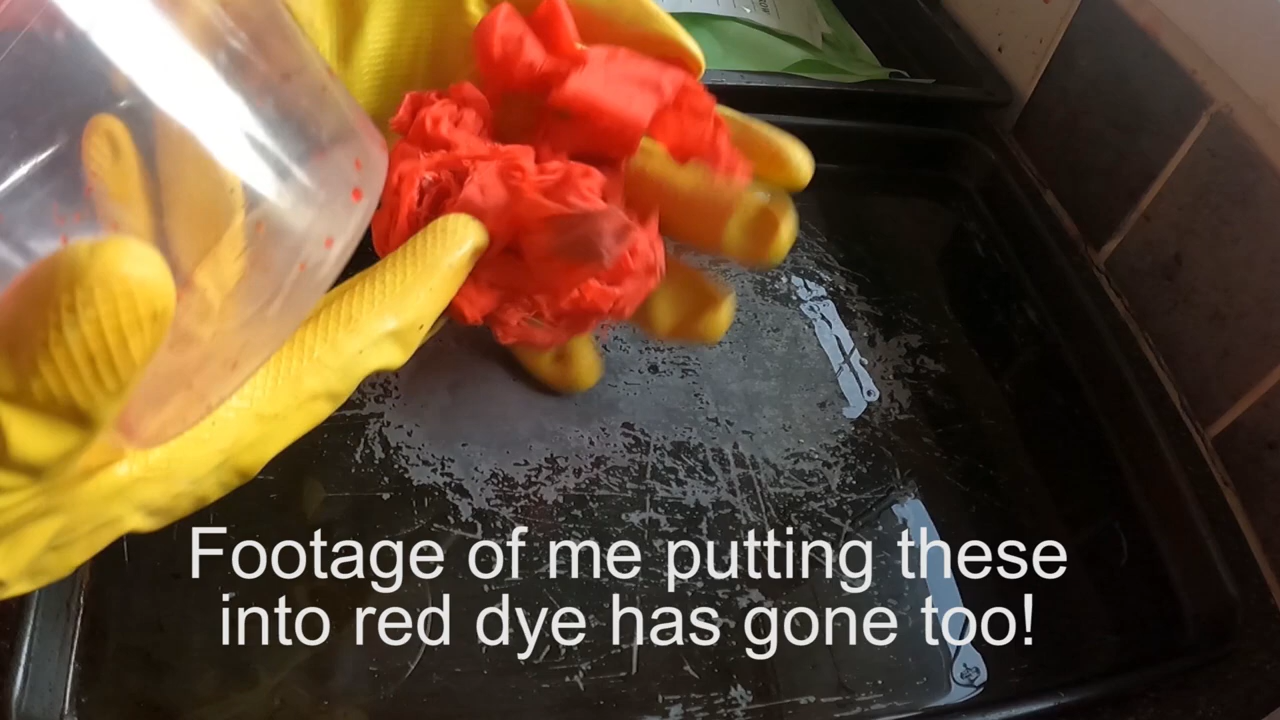 Footage of me putting these
into red dye has gone too!